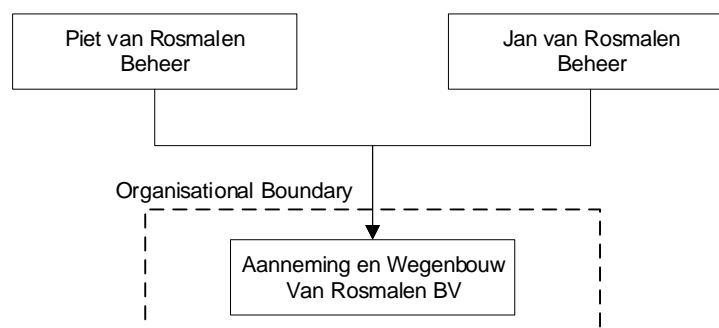 Piet van Rosmalen
Beheer
Jan van Rosmalen
Beheer
Organisational Boundary
Aanneming en Wegenbouw
Van Rosmalen BV